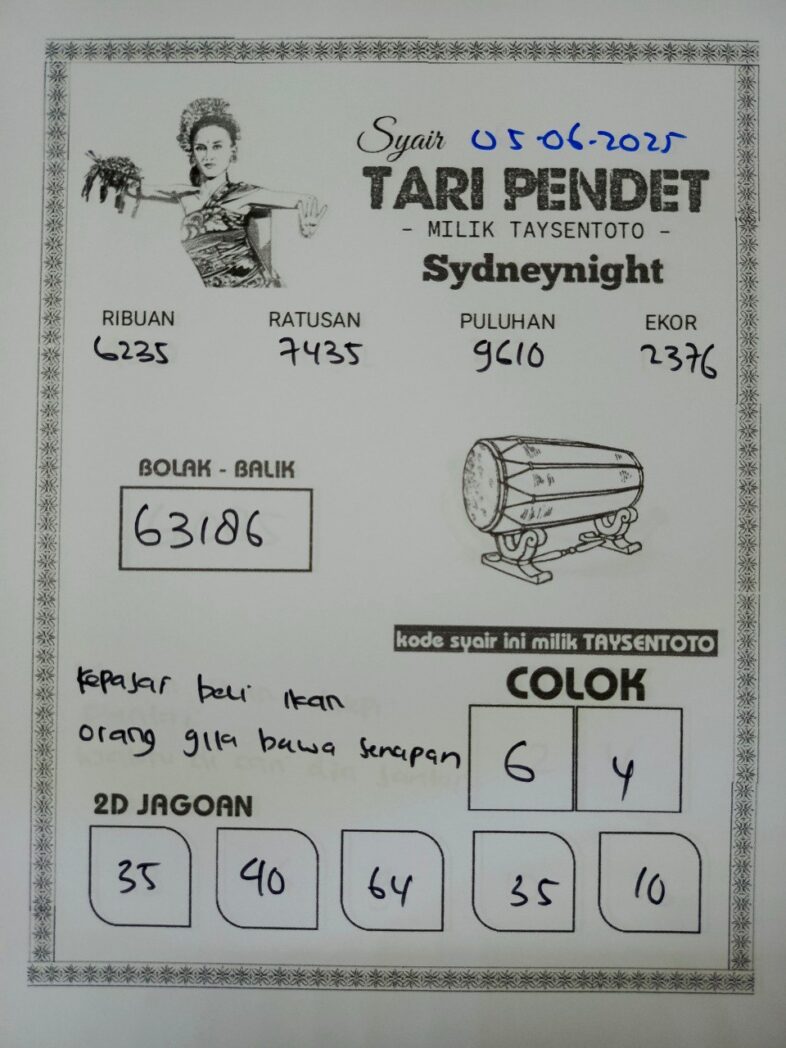 Syair 05-06-2025
TARI PENDET
- MILIK TAYSENTOTO -
Sydneynight
RIBUAN RATUSAN PULUHAN EKOR
6235 7435 9610 2376
BOLAK - BALIK
63186
kode syair ini milik TAYSENTOTO
COLOK
6 4
kepasar beli ikan
orang gila bawa senapan
2D JAGOAN
35 40 64 35 10